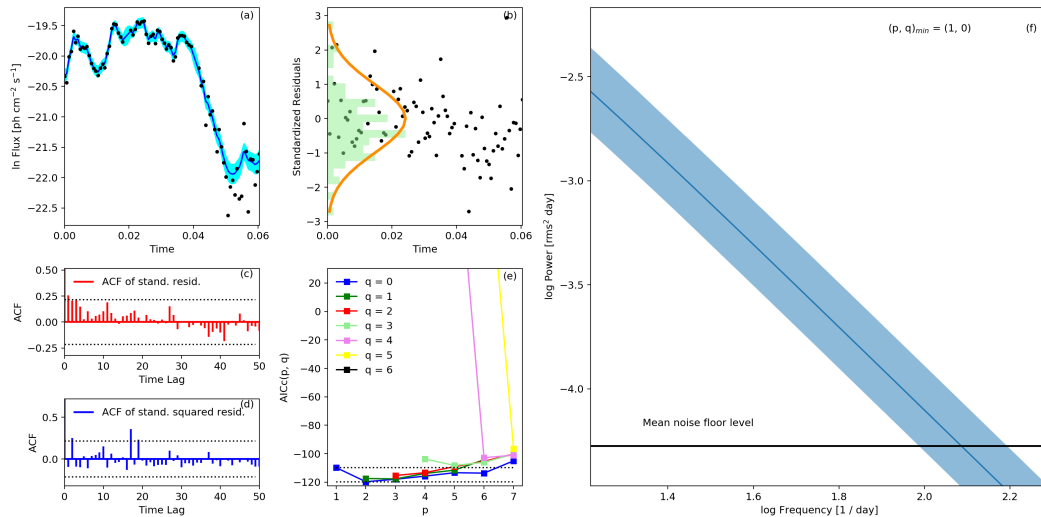 (a)
ln Flux [ph cm⁻² s⁻¹]
−19.5
−20.0
−20.5
−21.0
−21.5
−22.0
−22.5
0.00
0.02
0.04
0.06
Time
(b)
Standardized Residuals
3
2
1
0
−1
−2
−3
0.00
0.02
0.04
0.06
Time
(c)
ACF of stand. resid.
ACF
0.50
0.25
0.00
−0.25
0
10
20
30
40
50
Time Lag
(d)
ACF of stand. squared resid.
ACF
0.5
0.0
0
10
20
30
40
50
Time Lag
(e)
q = 0
q = 1
q = 2
q = 3
q = 4
q = 5
q = 6
AICc(p, q)
20
0
−20
−40
−60
−80
−100
−120
1
2
3
4
5
6
7
p
(p, q)ₘᵢₙ = (1, 0)
(f)
log Power [rms² day]
−2.5
−3.0
−3.5
−4.0
Mean noise floor level
1.4
1.6
1.8
2.0
2.2
log Frequency [1 / day]